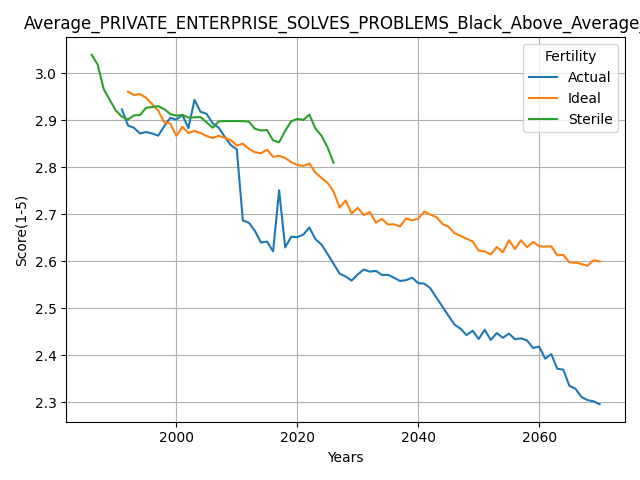 Average_PRIVATE_ENTERPRISE_SOLVES_PROBLEMS_Black_Above_Average_
Fertility
Actual
Ideal
Sterile
3.0
2.9
2.8
2.7
2.6
2.5
2.4
2.3
Score(1-5)
2000
2020
2040
2060
Years